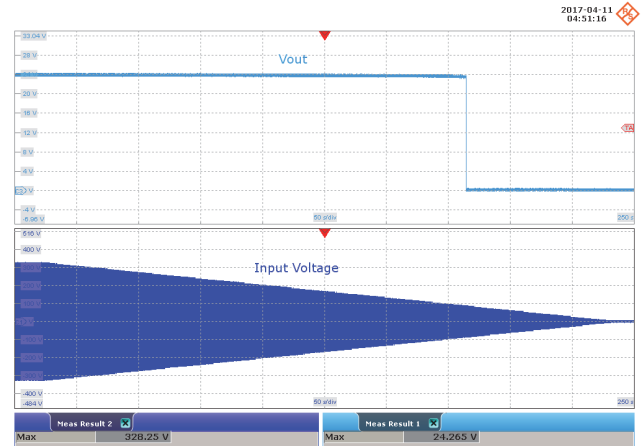 2017-04-11
04:51:16
33.04 V
28 V
Vout
20 V
16 V
12 V
TA
8 V
4 V
0 V
-4 V
-6.96 V
50 s/div
250 s
516 V
400 V
Input Voltage
-400 V
-484 V
50 s/div
250 s
Meas Result 2
Meas Result 1
Max
328.25 V
Max
24.265 V